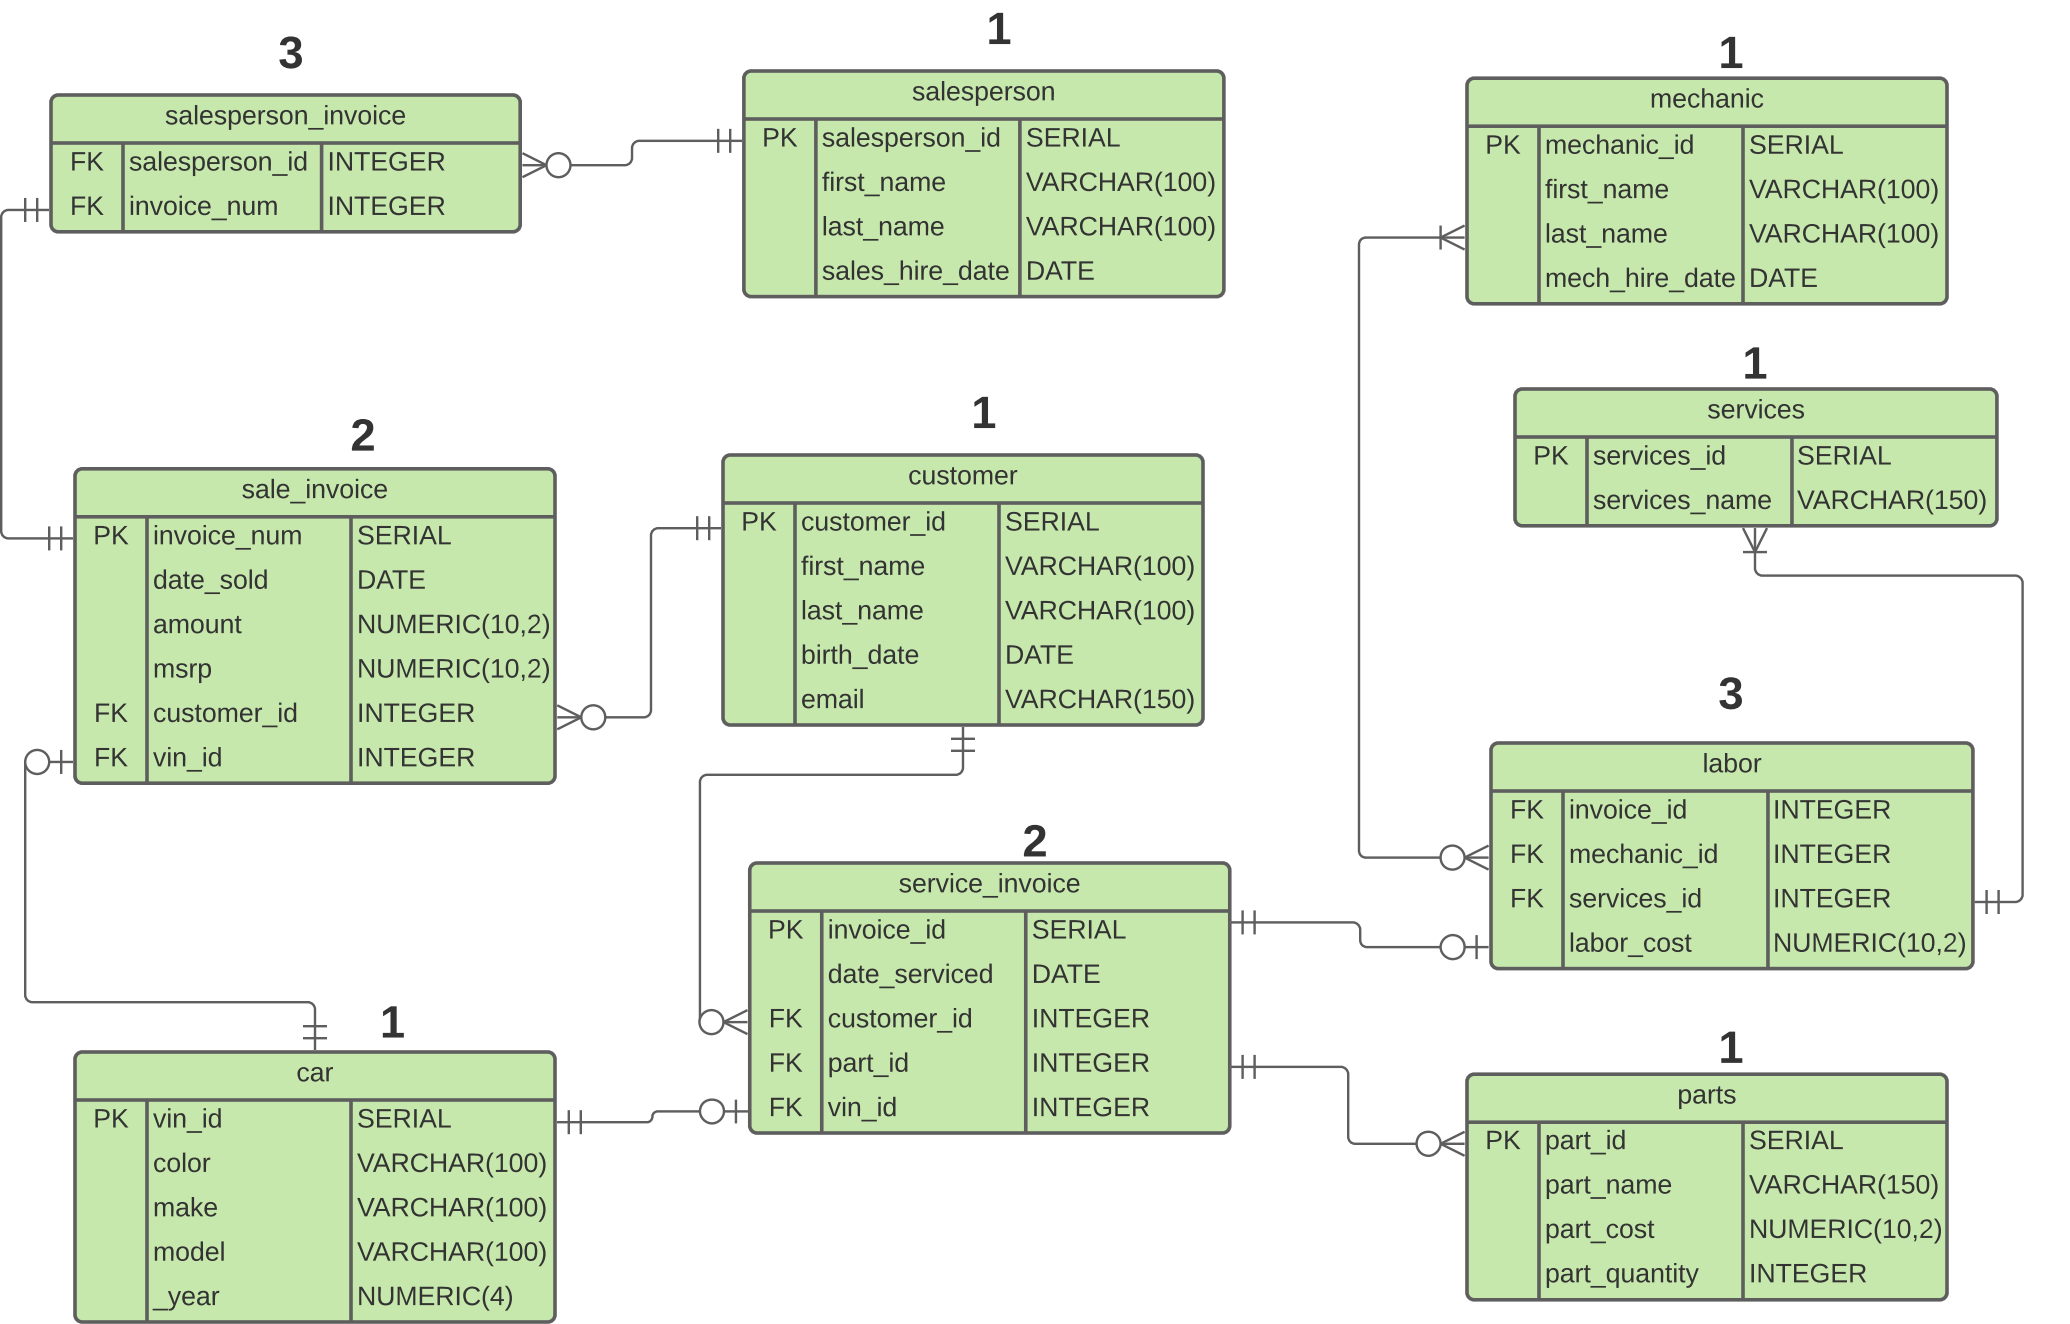 3
salesperson_invoice
FK salesperson_id INTEGER
FK invoice_num INTEGER
1
salesperson
PK salesperson_id SERIAL
first_name VARCHAR(100)
last_name VARCHAR(100)
sales_hire_date DATE
1
mechanic
PK mechanic_id SERIAL
first_name VARCHAR(100)
last_name VARCHAR(100)
mech_hire_date DATE
1
services
PK services_id SERIAL
services_name VARCHAR(150)
2
sale_invoice
PK invoice_num SERIAL
date_sold DATE
amount NUMERIC(10,2)
msrp NUMERIC(10,2)
FK customer_id INTEGER
FK vin_id INTEGER
1
customer
PK customer_id SERIAL
first_name VARCHAR(100)
last_name VARCHAR(100)
birth_date DATE
email VARCHAR(150)
3
labor
FK invoice_id INTEGER
FK mechanic_id INTEGER
FK services_id INTEGER
labor_cost NUMERIC(10,2)
2
service_invoice
PK invoice_id SERIAL
date_serviced DATE
FK customer_id INTEGER
FK part_id INTEGER
FK vin_id INTEGER
1
car
PK vin_id SERIAL
color VARCHAR(100)
make VARCHAR(100)
model VARCHAR(100)
_year NUMERIC(4)
1
parts
PK part_id SERIAL
part_name VARCHAR(150)
part_cost NUMERIC(10,2)
part_quantity INTEGER